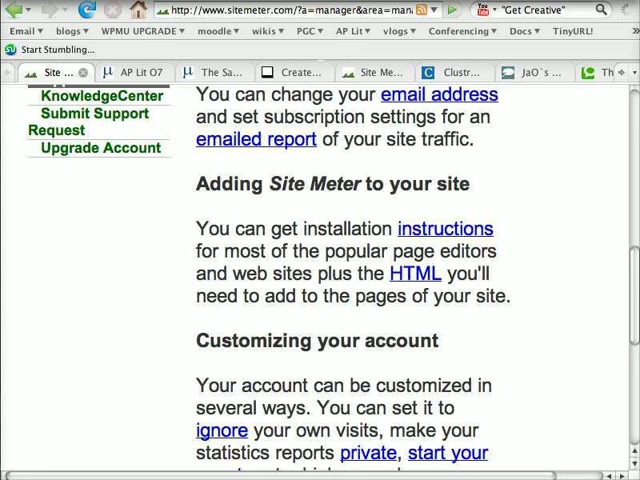 http://www.sitemeter.com/?a=manager&area=man
"Get Creative"
Email blogs WPMU UPGRADE moodle wikis PGC AP Lit vlogs Conferencing Docs TinyURL!
Start Stumbling...
Site ... AP Lit O7 The Sa... Create... Site Me... Clustr... JaO`s ... Th
KnowledgeCenter
Submit Support
Request
Upgrade Account
You can change your email address
and set subscription settings for an
emailed report of your site traffic.
Adding Site Meter to your site
You can get installation instructions
for most of the popular page editors
and web sites plus the HTML you'll
need to add to the pages of your site.
Customizing your account
Your account can be customized in
several ways. You can set it to
ignore your own visits, make your
statistics reports private, start your